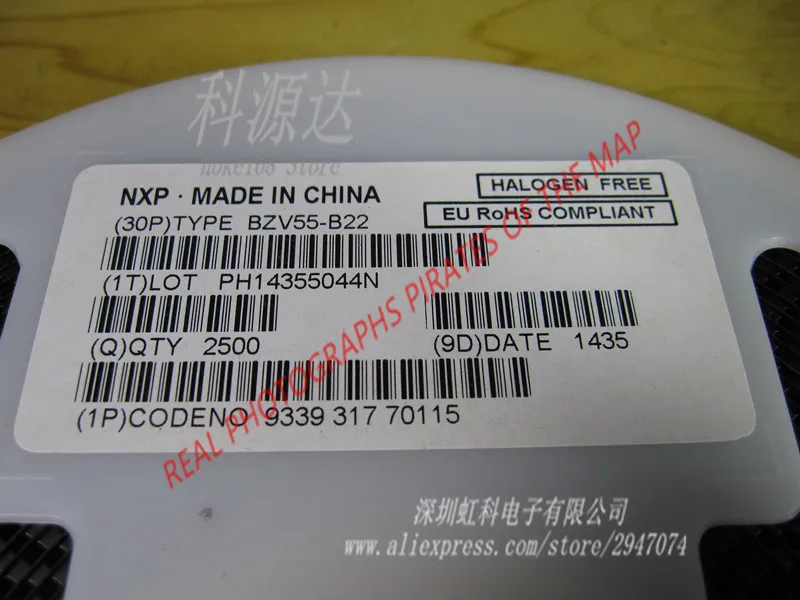 科源达
hoke168 Store
NXP · MADE IN CHINA
HALOGEN FREE
(30P)TYPE BZV55-B22
EU RoHS COMPLIANT
(1T)LOT PH14355044N
(Q)QTY 2500
(9D)DATE 1435
(1P)CODENO 9339 317 70115
REAL PHOTOGRAPHS PIRATES OF THE MAP
深圳虹科电子有限公司
www.aliexpress.com/store/2947074